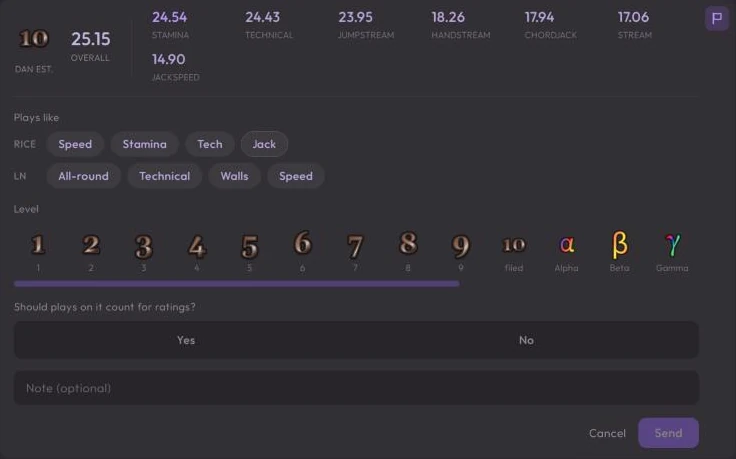 24.54 24.43 23.95 18.26 17.94 17.06
10 25.15 STAMINA TECHNICAL JUMPSTREAM HANDSTREAM CHORDJACK STREAM
DAN EST. OVERALL 14.90
JACKSPEED
Plays like
RICE Speed Stamina Tech Jack
LN All-round Technical Walls Speed
Level
1 2 3 4 5 6 7 8 9 10 α β γ
1 2 3 4 5 6 7 8 9 filed Alpha Beta Gamma
Should plays on it count for ratings?
Yes No
Note (optional)
Cancel Send